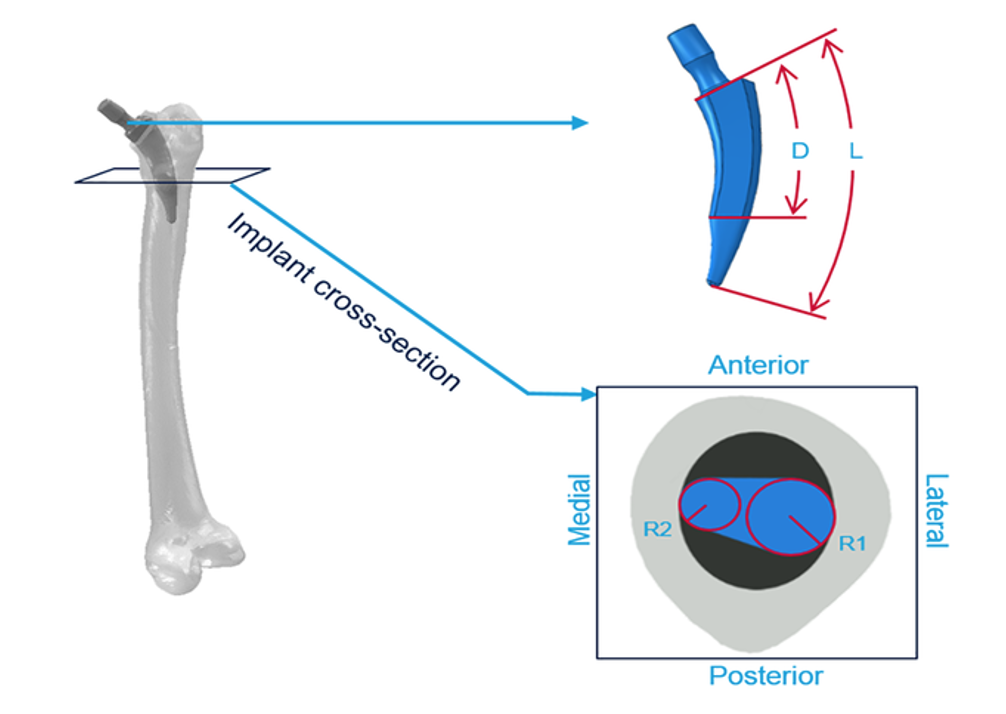 D
L
Implant cross-section
Anterior
Medial
R2
R1
Lateral
Posterior